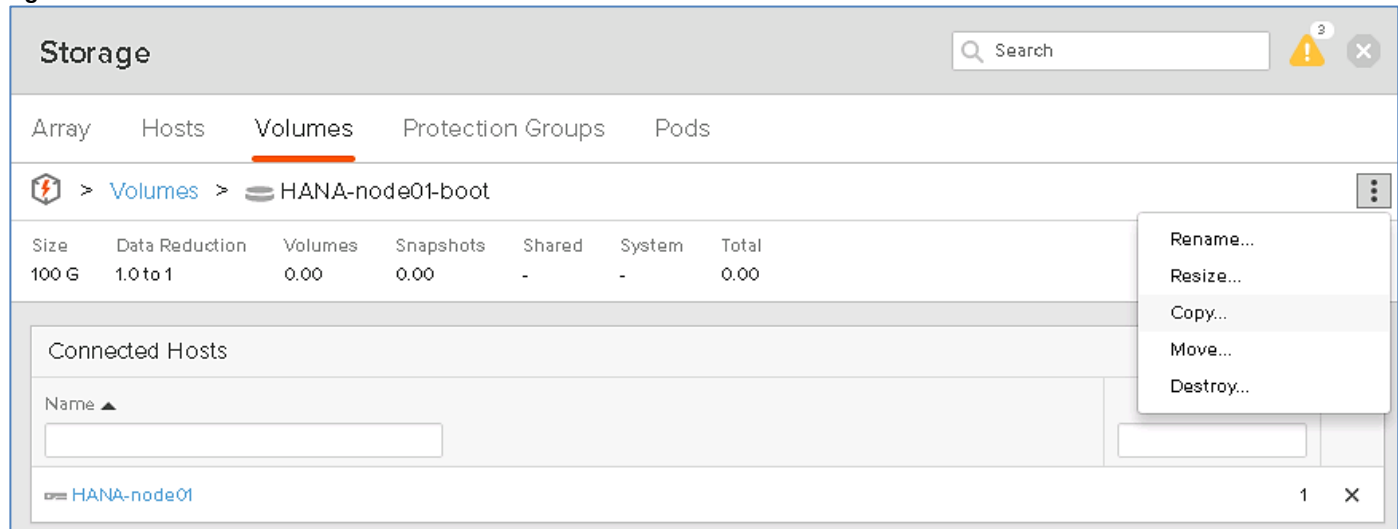 Storage
Search
3
Array Hosts Volumes Protection Groups Pods
> Volumes > HANA-node01-boot
Size Data Reduction Volumes Snapshots Shared System Total
100 G 1.0 to 1 0.00 0.00 - - 0.00
Rename...
Resize...
Copy...
Move...
Destroy...
Connected Hosts
Name
HANA-node01 1